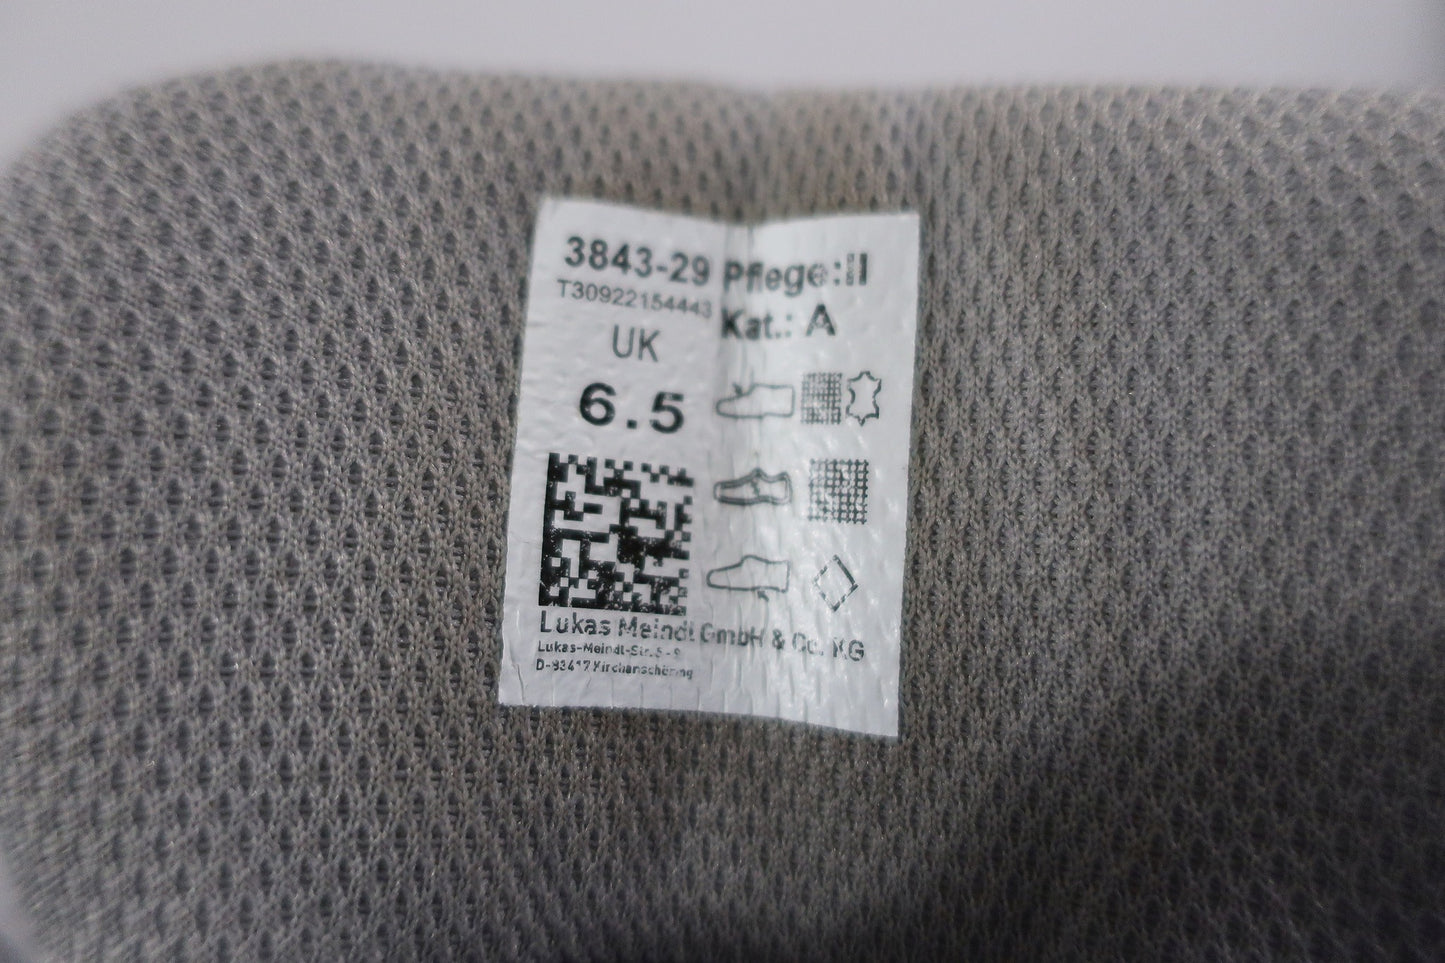 3843-29 Pflege:II
T30922154443 Kat.: A
UK
6.5
Lukas Meindl GmbH & Co. KG
Lukas-Meindl-Str. 5-9
D-83417 Kirchanschöring